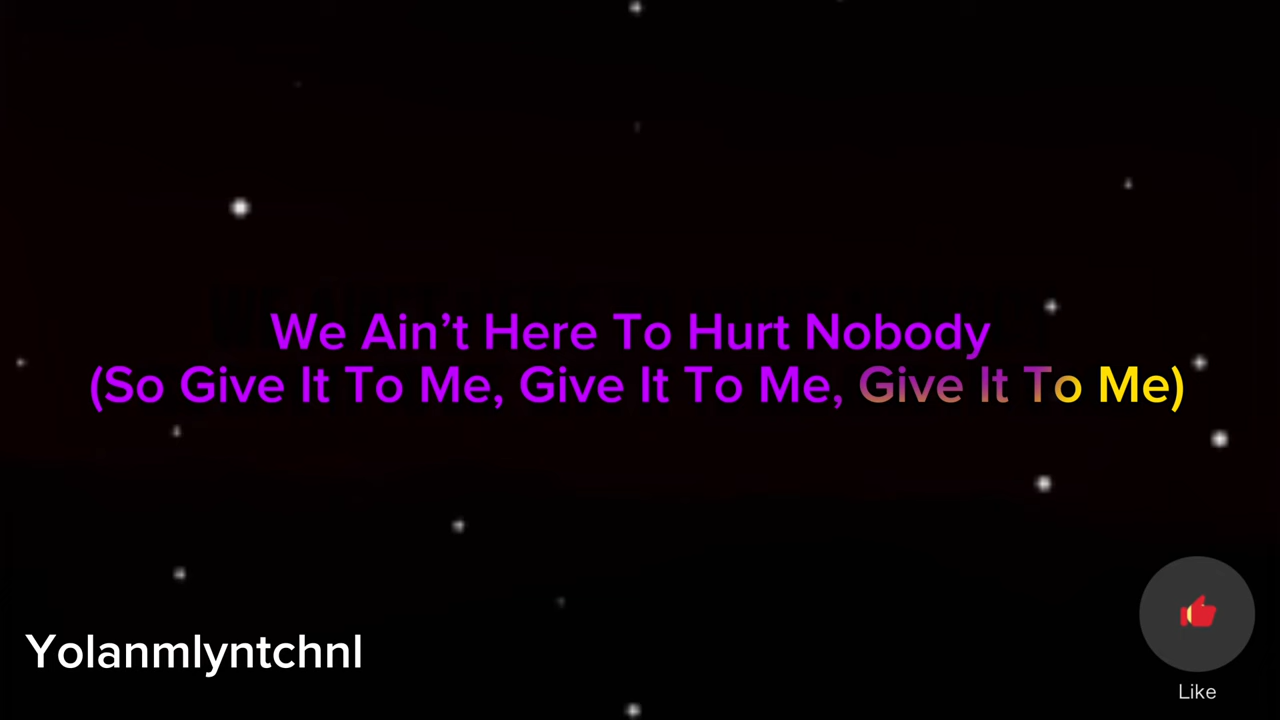 We Ain’t Here To Hurt Nobody
(So Give It To Me, Give It To Me, Give It To Me)
Yolanmlyntchnl
Like